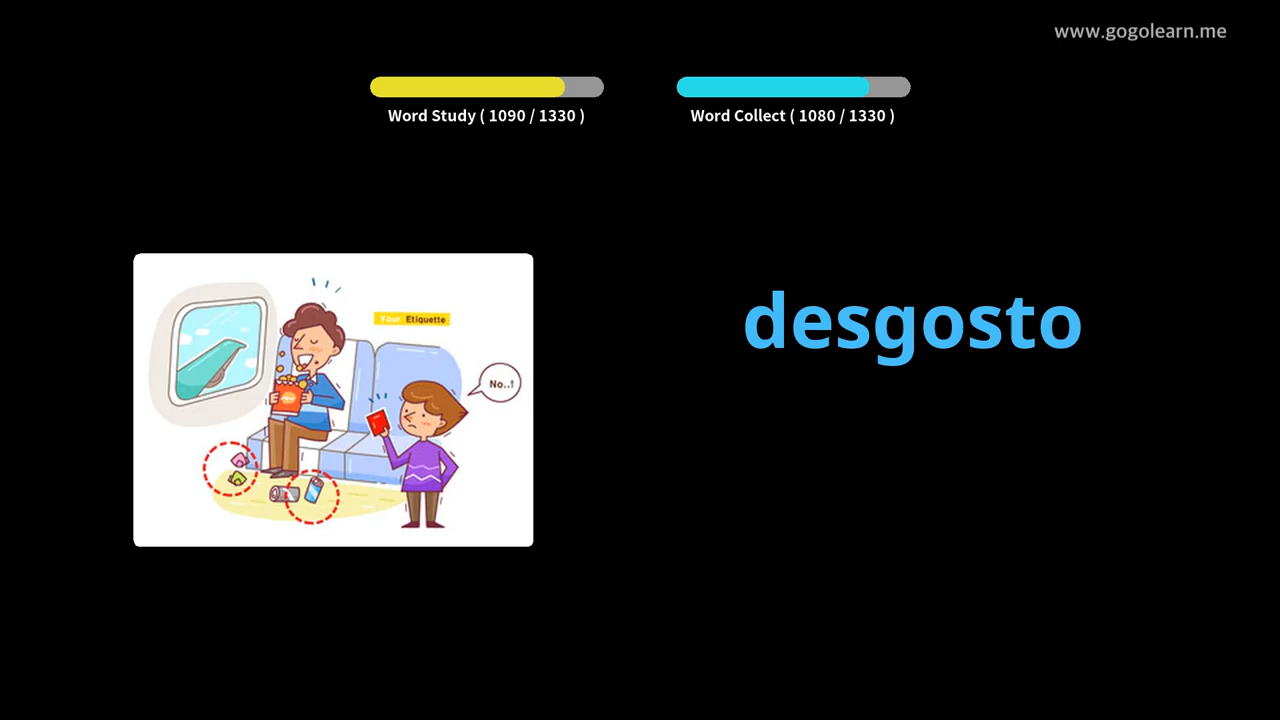 www.gogolearn.me
Word Study ( 1090 / 1330 )
Word Collect ( 1080 / 1330 )
Your Etiquette
No..!
desgosto